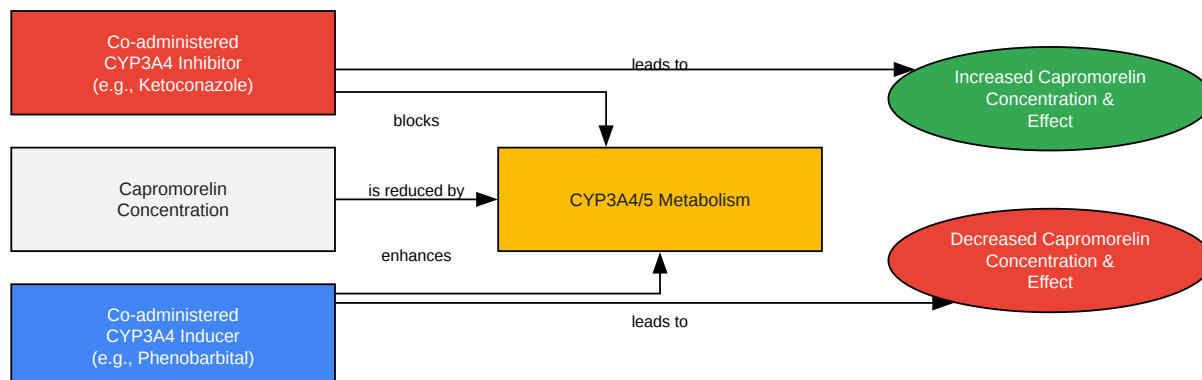 Co-administered
CYP3A4 Inhibitor
(e.g., Ketoconazole)
leads to
Increased Capromorelin
Concentration &
Effect
blocks
Capromorelin
Concentration
is reduced by
CYP3A4/5 Metabolism
enhances
Decreased Capromorelin
Concentration &
Effect
Co-administered
CYP3A4 Inducer
(e.g., Phenobarbital)
leads to